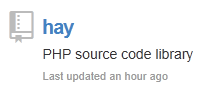 hay
PHP source code library
Last updated an hour ago